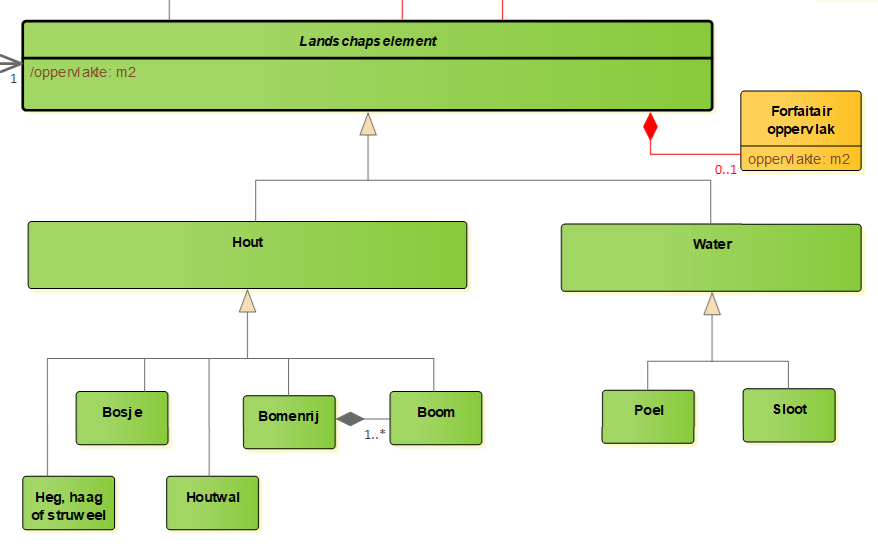 Landschapselement
1
/oppervlakte: m2
Forfaitair
oppervlak
oppervlakte: m2
0..1
Hout
Water
Bosje
Bomenrij
1..*
Boom
Poel
Sloot
Heg, haag
of struweel
Houtwal